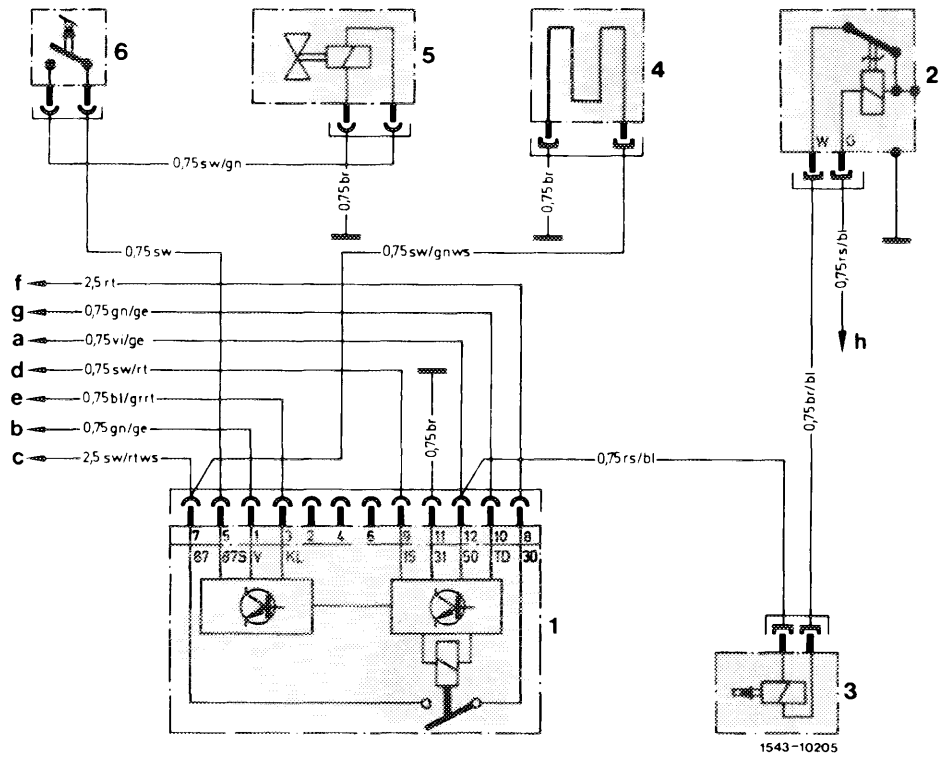 6
5
4
2
W G
0,75 sw/gn
0,75 br
0,75 br
0,75 sw
0,75 sw/gnws
0,75 rs/bl
f 2,5 rt
g 0,75 gn/ge
a 0,75 vi/ge
h
d 0,75 sw/rt
e 0,75 bl/grrt
0,75 br
0,75 br/bl
b 0,75 gn/ge
c 2,5 sw/rtws
0,75 rs/bl
7 5 1 3 2 4 6 9 11 12 10 8
87 87S V KL 15 31 50 TD 30
1
3
1543-10205